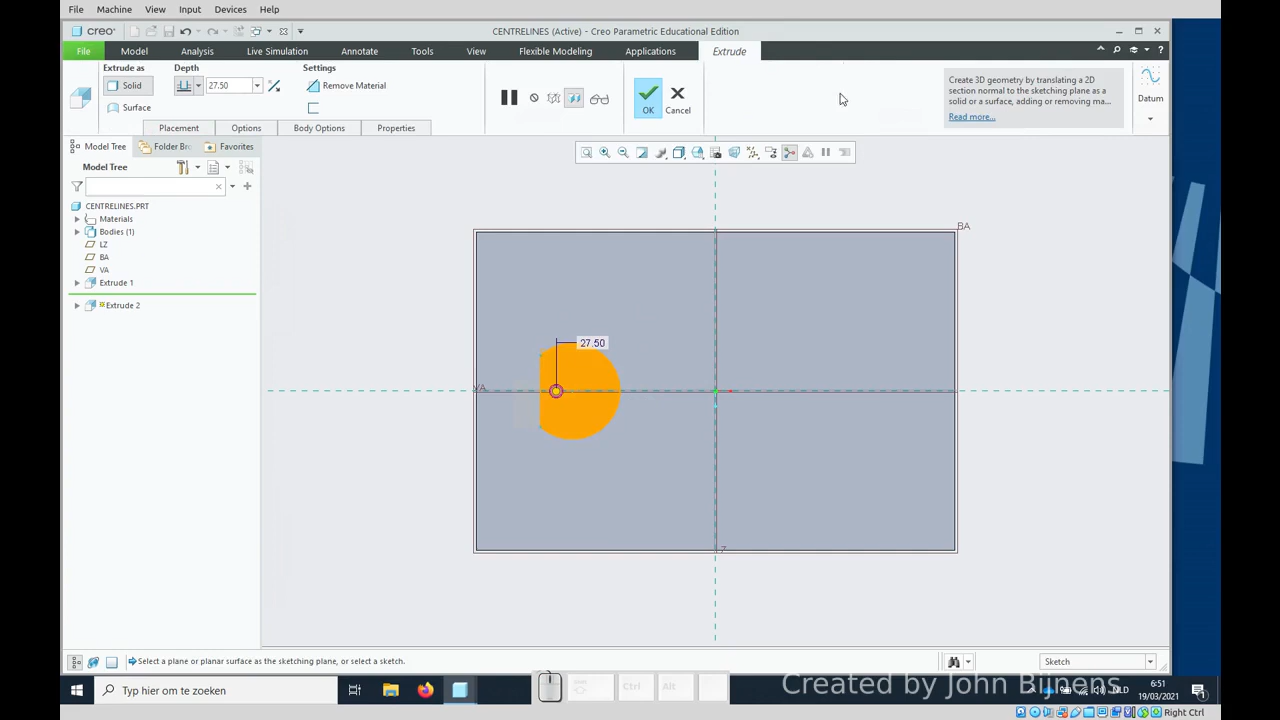 File Machine View Input Devices Help
creo CENTRELINES (Active) - Creo Parametric Educational Edition
File Model Analysis Live Simulation Annotate Tools View Flexible Modeling Applications Extrude
Extrude as Depth Settings
Solid 27.50 Remove Material
Surface
OK Cancel
Create 3D geometry by translating a 2D
section normal to the sketching plane as a
solid or a surface, adding or removing ma...
Read more...
Datum
Placement Options Body Options Properties
Model Tree Folder Bro Favorites
Model Tree
CENTRELINES.PRT
Materials
Bodies (1)
LZ
BA
VA
Extrude 1
Extrude 2
BA
27.50
VA
Select a plane or planar surface as the sketching plane, or select a sketch.
Sketch
Typ hier om te zoeken
Ctrl Alt
Created by John Bijnens
NLD
6:51
19/03/2021
Right Ctrl